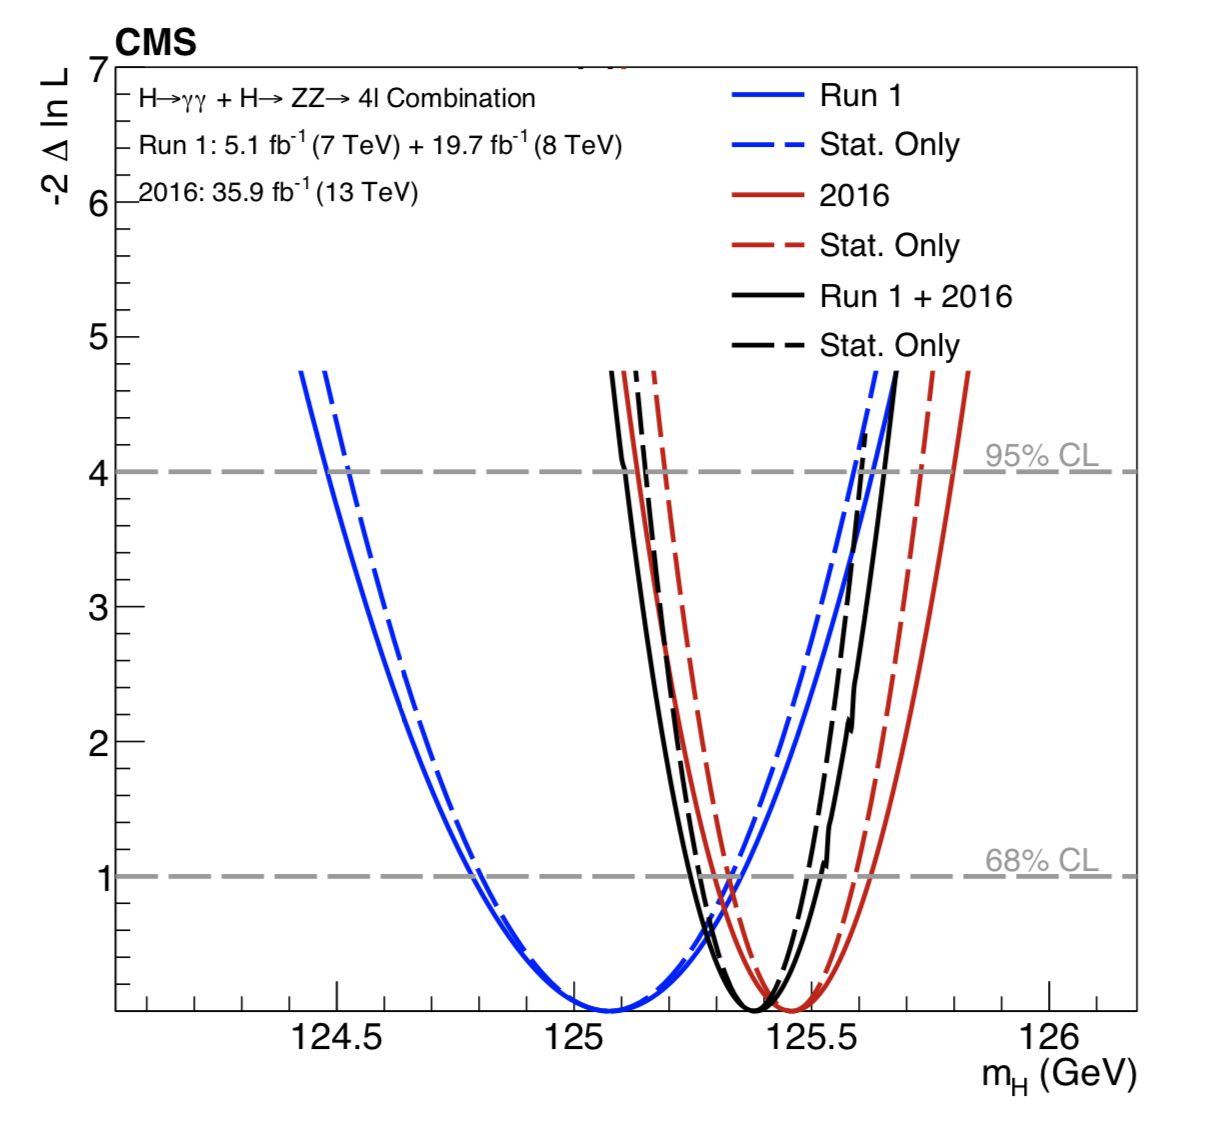 CMS
-2 Δ ln L
7
6
5
4
3
2
1
H→γγ + H→ ZZ→ 4l Combination
Run 1: 5.1 fb⁻¹ (7 TeV) + 19.7 fb⁻¹ (8 TeV)
2016: 35.9 fb⁻¹ (13 TeV)
Run 1
Stat. Only
2016
Stat. Only
Run 1 + 2016
Stat. Only
95% CL
68% CL
124.5 125 125.5 126
m_H (GeV)